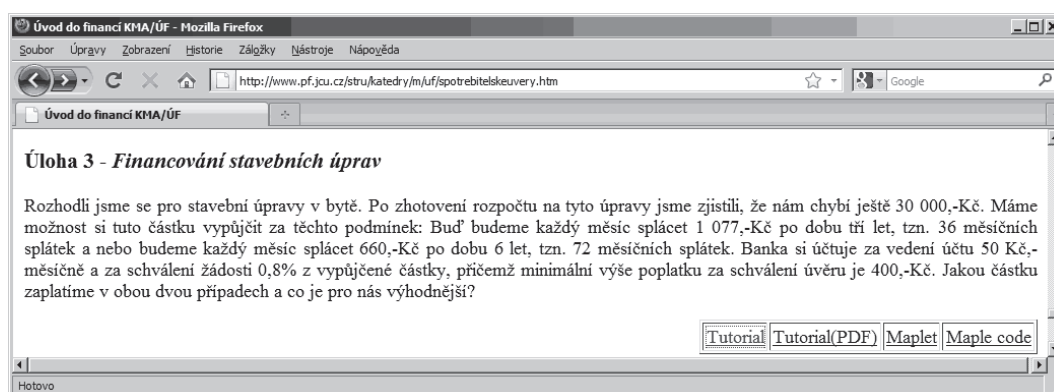 Úvod do financí KMA/ÚF - Mozilla Firefox
Soubor Úpravy Zobrazení Historie Záložky Nástroje Nápověda
http://www.pf.jcu.cz/stru/katedry/m/uf/spotrebitelskeuvery.htm Google
Úvod do financí KMA/ÚF
Úloha 3 - Financování stavebních úprav
Rozhodli jsme se pro stavební úpravy v bytě. Po zhotovení rozpočtu na tyto úpravy jsme zjistili, že nám chybí ještě 30 000,-Kč. Máme
možnost si tuto částku vypůjčit za těchto podmínek: Buď budeme každý měsíc splácet 1 077,-Kč po dobu tří let, tzn. 36 měsíčních
splátek a nebo budeme každý měsíc splácet 660,-Kč po dobu 6 let, tzn. 72 měsíčních splátek. Banka si účtuje za vedení účtu 50 Kč,-
měsíčně a za schválení žádosti 0,8% z vypůjčené částky, přičemž minimální výše poplatku za schválení úvěru je 400,-Kč. Jakou částku
zaplatíme v obou dvou případech a co je pro nás výhodnější?
Tutorial Tutorial(PDF) Maplet Maple code
Hotovo